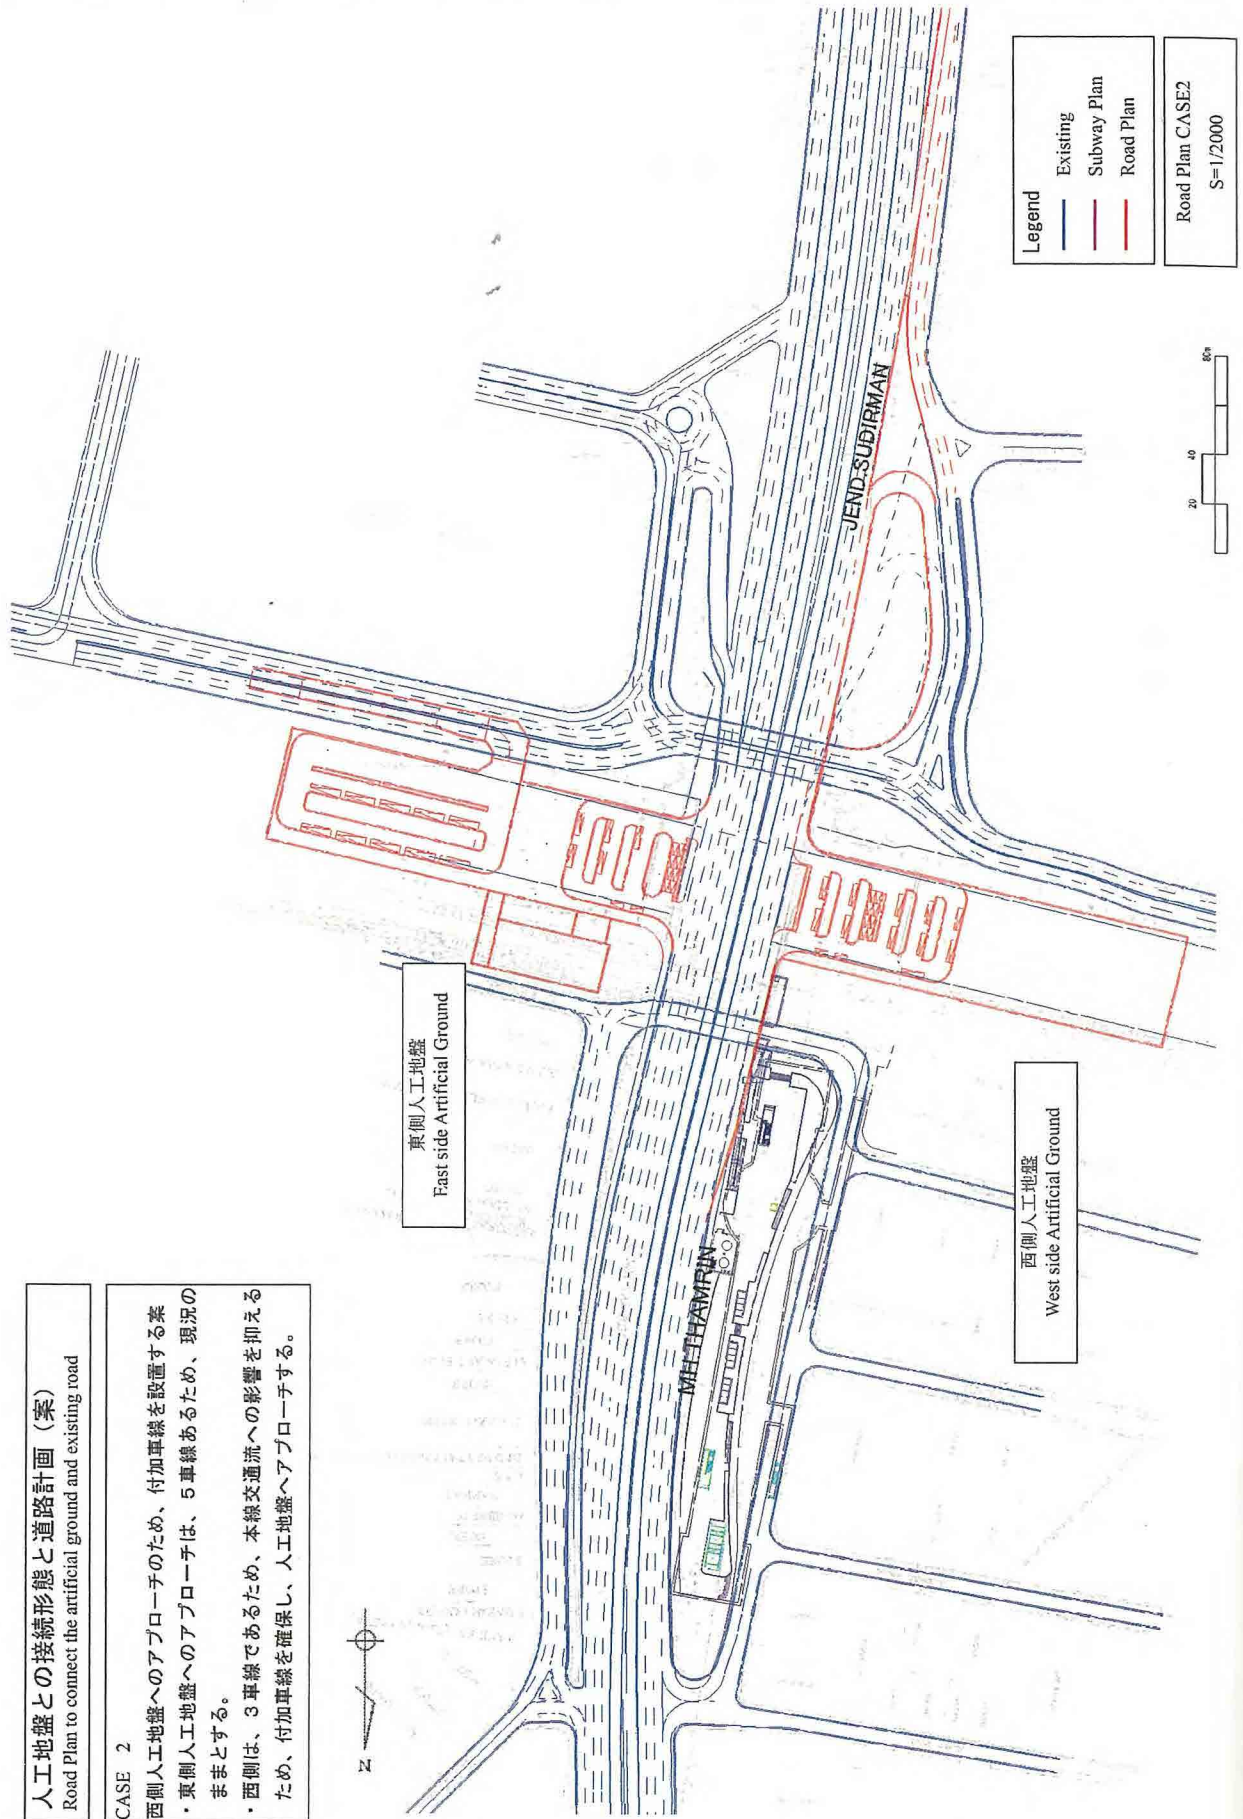 人工地盤との接続形態と道路計画（案）
Road Plan to connect the artificial ground and existing road
CASE 2
西側人工地盤へのアプローチのため、付加車線を設置する案
・東側人工地盤へのアプローチは、５車線あるため、現況の
ままとする。
・西側は、３車線であるため、本線交通流への影響を抑える
ため、付加車線を確保し、人工地盤へアプローチする。
N
東側人工地盤
East side Artificial Ground
MH.THAMRIN
JEND.SUDIRMAN
西側人工地盤
West side Artificial Ground
20 40 80m
Legend
Existing
Subway Plan
Road Plan
Road Plan CASE2
S=1/2000